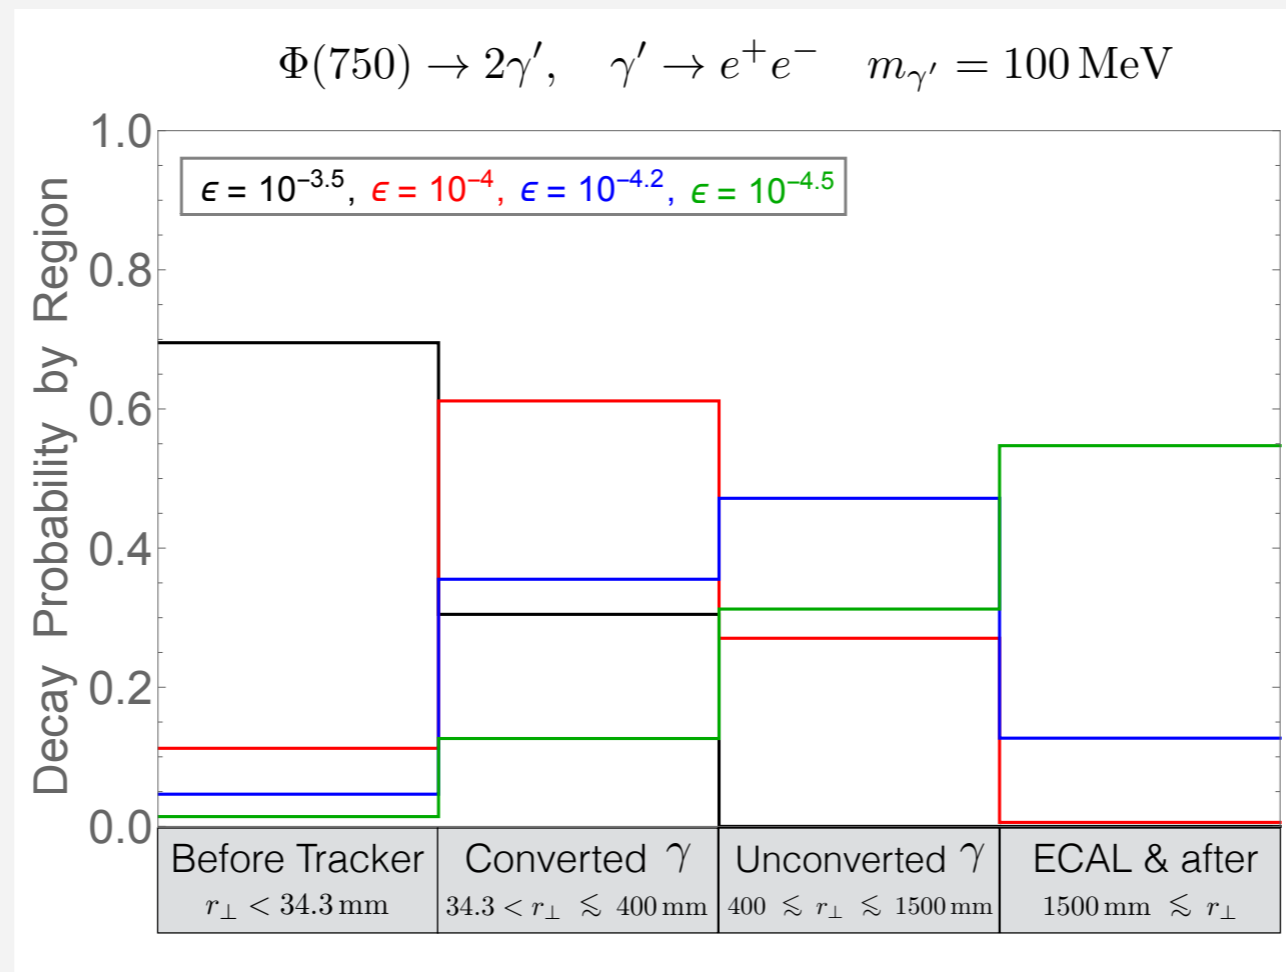 Φ(750) → 2γ′, γ′ → e⁺e⁻ m_γ′ = 100 MeV
1.0
ϵ = 10⁻³·⁵, ϵ = 10⁻⁴, ϵ = 10⁻⁴·², ϵ = 10⁻⁴·⁵
0.8
0.6
0.4
0.2
0.0
Decay Probability by Region
Before Tracker
r⊥ < 34.3 mm
Converted γ
34.3 < r⊥ ≲ 400 mm
Unconverted γ
400 ≲ r⊥ ≲ 1500 mm
ECAL & after
1500 mm ≲ r⊥